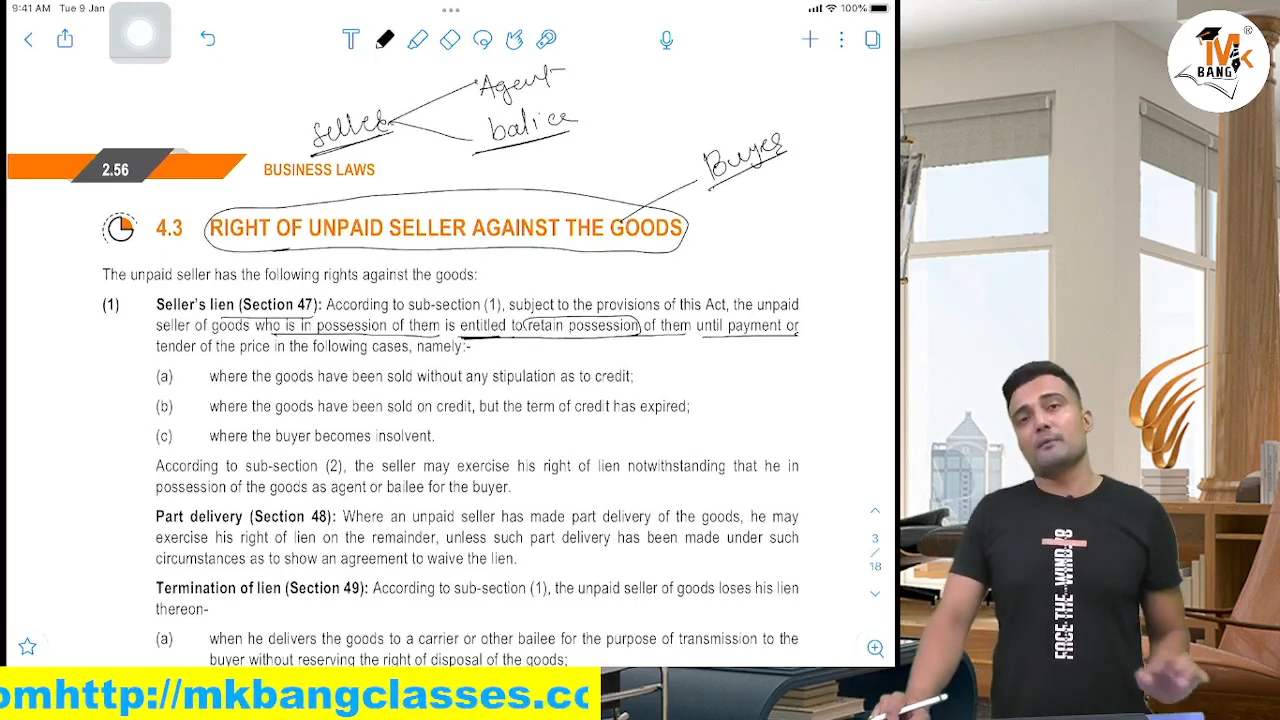 9:41 AM Tue 9 Jan
100%
T
Agent
seller
bailee
Buyer
2.56
BUSINESS LAWS
4.3 RIGHT OF UNPAID SELLER AGAINST THE GOODS
The unpaid seller has the following rights against the goods:
(1) Seller's lien (Section 47): According to sub-section (1), subject to the provisions of this Act, the unpaid
seller of goods who is in possession of them is entitled to retain possession of them until payment or
tender of the price in the following cases, namely:-
(a) where the goods have been sold without any stipulation as to credit;
(b) where the goods have been sold on credit, but the term of credit has expired;
(c) where the buyer becomes insolvent.
According to sub-section (2), the seller may exercise his right of lien notwithstanding that he in
possession of the goods as agent or bailee for the buyer.
Part delivery (Section 48): Where an unpaid seller has made part delivery of the goods, he may
exercise his right of lien on the remainder, unless such part delivery has been made under such
circumstances as to show an agreement to waive the lien.
Termination of lien (Section 49): According to sub-section (1), the unpaid seller of goods loses his lien
thereon-
(a) when he delivers the goods to a carrier or other bailee for the purpose of transmission to the
buyer without reserving the right of disposal of the goods;
3
/
18
MK
BANG
®
FACE THE WINDS
omhttp://mkbangclasses.co